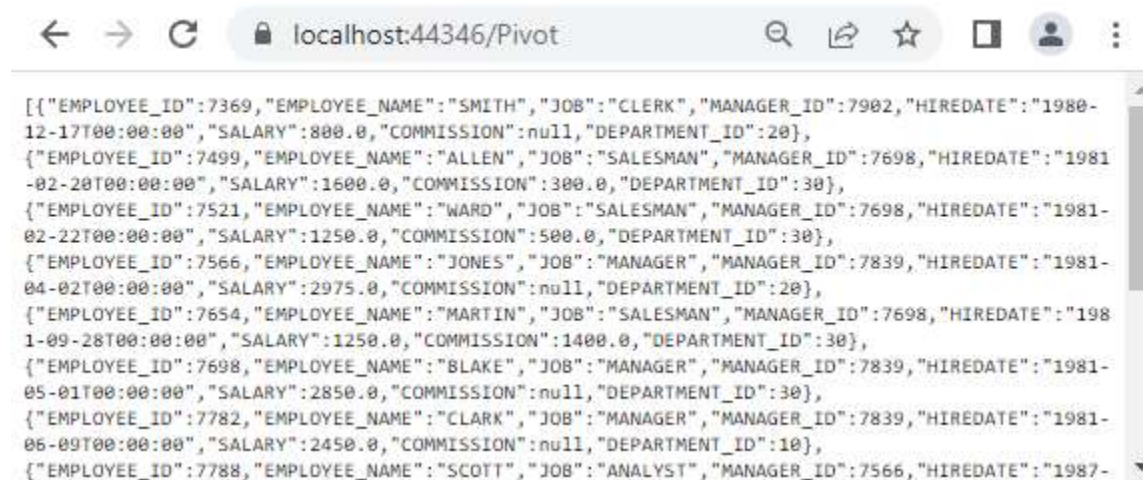 localhost:44346/Pivot
[{"EMPLOYEE_ID":7369,"EMPLOYEE_NAME":"SMITH","JOB":"CLERK","MANAGER_ID":7902,"HIREDATE":"1980-
12-17T00:00:00","SALARY":800.0,"COMMISSION":null,"DEPARTMENT_ID":20},
{"EMPLOYEE_ID":7499,"EMPLOYEE_NAME":"ALLEN","JOB":"SALESMAN","MANAGER_ID":7698,"HIREDATE":"1981
-02-20T00:00:00","SALARY":1600.0,"COMMISSION":300.0,"DEPARTMENT_ID":30},
{"EMPLOYEE_ID":7521,"EMPLOYEE_NAME":"WARD","JOB":"SALESMAN","MANAGER_ID":7698,"HIREDATE":"1981-
02-22T00:00:00","SALARY":1250.0,"COMMISSION":500.0,"DEPARTMENT_ID":30},
{"EMPLOYEE_ID":7566,"EMPLOYEE_NAME":"JONES","JOB":"MANAGER","MANAGER_ID":7839,"HIREDATE":"1981-
04-02T00:00:00","SALARY":2975.0,"COMMISSION":null,"DEPARTMENT_ID":20},
{"EMPLOYEE_ID":7654,"EMPLOYEE_NAME":"MARTIN","JOB":"SALESMAN","MANAGER_ID":7698,"HIREDATE":"198
1-09-28T00:00:00","SALARY":1250.0,"COMMISSION":1400.0,"DEPARTMENT_ID":30},
{"EMPLOYEE_ID":7698,"EMPLOYEE_NAME":"BLAKE","JOB":"MANAGER","MANAGER_ID":7839,"HIREDATE":"1981-
05-01T00:00:00","SALARY":2850.0,"COMMISSION":null,"DEPARTMENT_ID":30},
{"EMPLOYEE_ID":7782,"EMPLOYEE_NAME":"CLARK","JOB":"MANAGER","MANAGER_ID":7839,"HIREDATE":"1981-
06-09T00:00:00","SALARY":2450.0,"COMMISSION":null,"DEPARTMENT_ID":10},
{"EMPLOYEE_ID":7788,"EMPLOYEE_NAME":"SCOTT","JOB":"ANALYST","MANAGER_ID":7566,"HIREDATE":"1987-